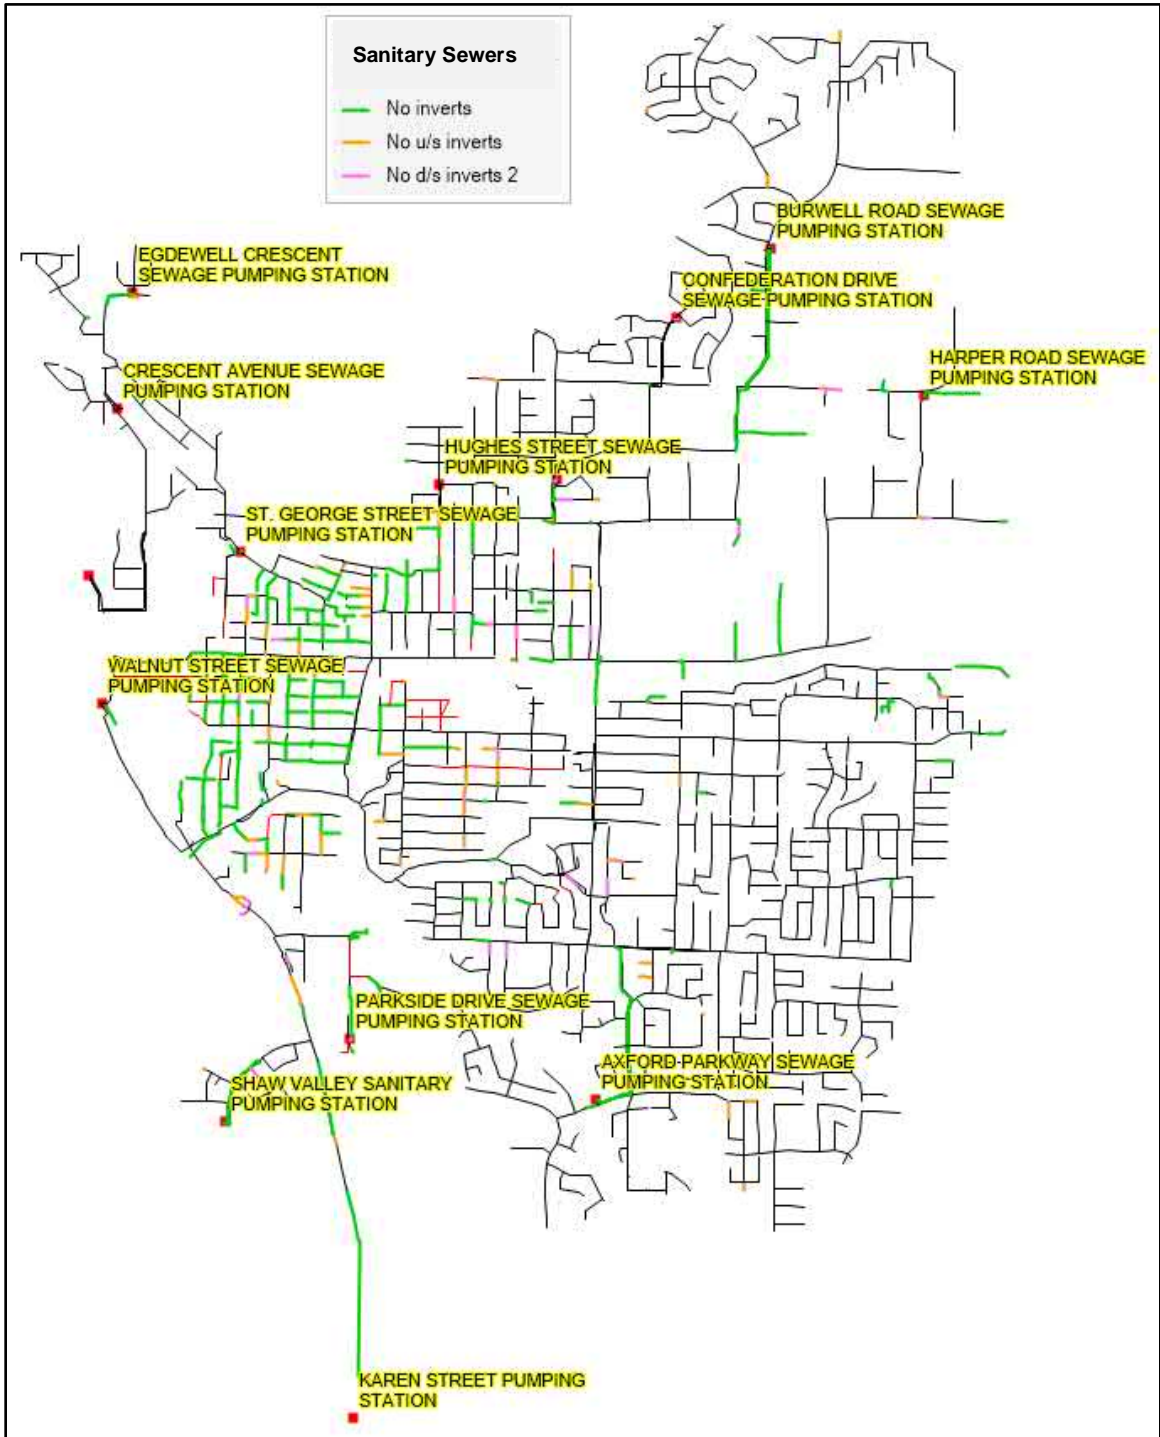 Sanitary Sewers
No inverts
No u/s inverts
No d/s inverts 2
BURWELL ROAD SEWAGE
PUMPING STATION
EGDEWELL CRESCENT
SEWAGE PUMPING STATION
CONFEDERATION DRIVE
SEWAGE PUMPING STATION
HARPER ROAD SEWAGE
PUMPING STATION
CRESCENT AVENUE SEWAGE
PUMPING STATION
HUGHES STREET SEWAGE
PUMPING STATION
ST. GEORGE STREET SEWAGE
PUMPING STATION
WALNUT STREET SEWAGE
PUMPING STATION
PARKSIDE DRIVE SEWAGE
PUMPING STATION
AXFORD PARKWAY SEWAGE
PUMPING STATION
SHAW VALLEY SANITARY
PUMPING STATION
KAREN STREET PUMPING
STATION